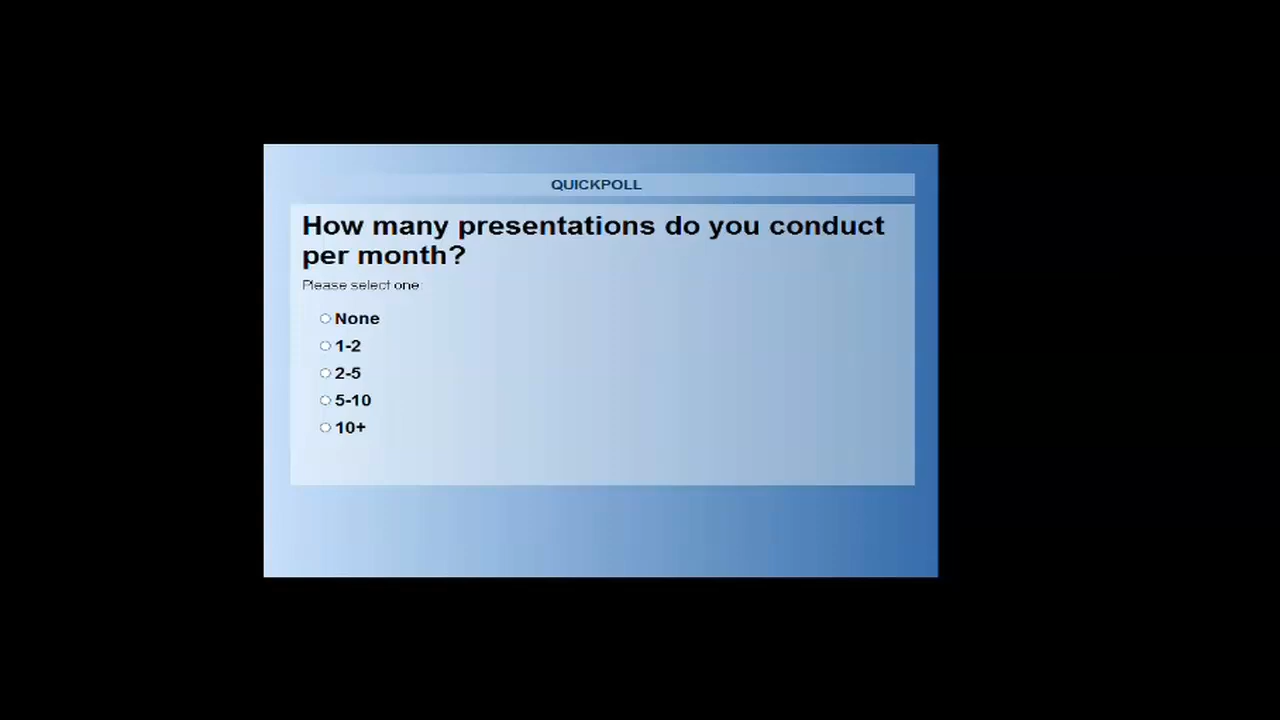 QUICKPOLL
How many presentations do you conduct
per month?
Please select one:
None
1-2
2-5
5-10
10+